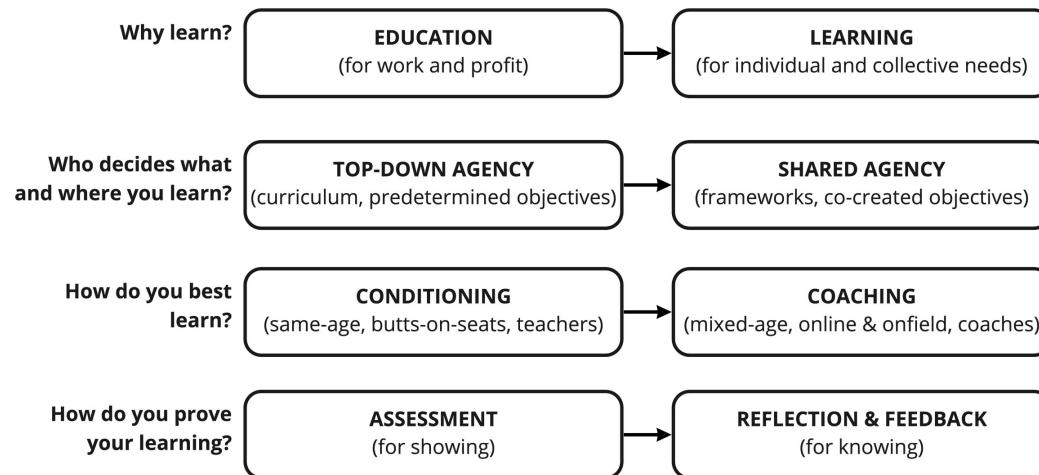 Why learn?
EDUCATION
(for work and profit)
LEARNING
(for individual and collective needs)
Who decides what
and where you learn?
TOP-DOWN AGENCY
(curriculum, predetermined objectives)
SHARED AGENCY
(frameworks, co-created objectives)
How do you best
learn?
CONDITIONING
(same-age, butts-on-seats, teachers)
COACHING
(mixed-age, online & onfield, coaches)
How do you prove
your learning?
ASSESSMENT
(for showing)
REFLECTION & FEEDBACK
(for knowing)